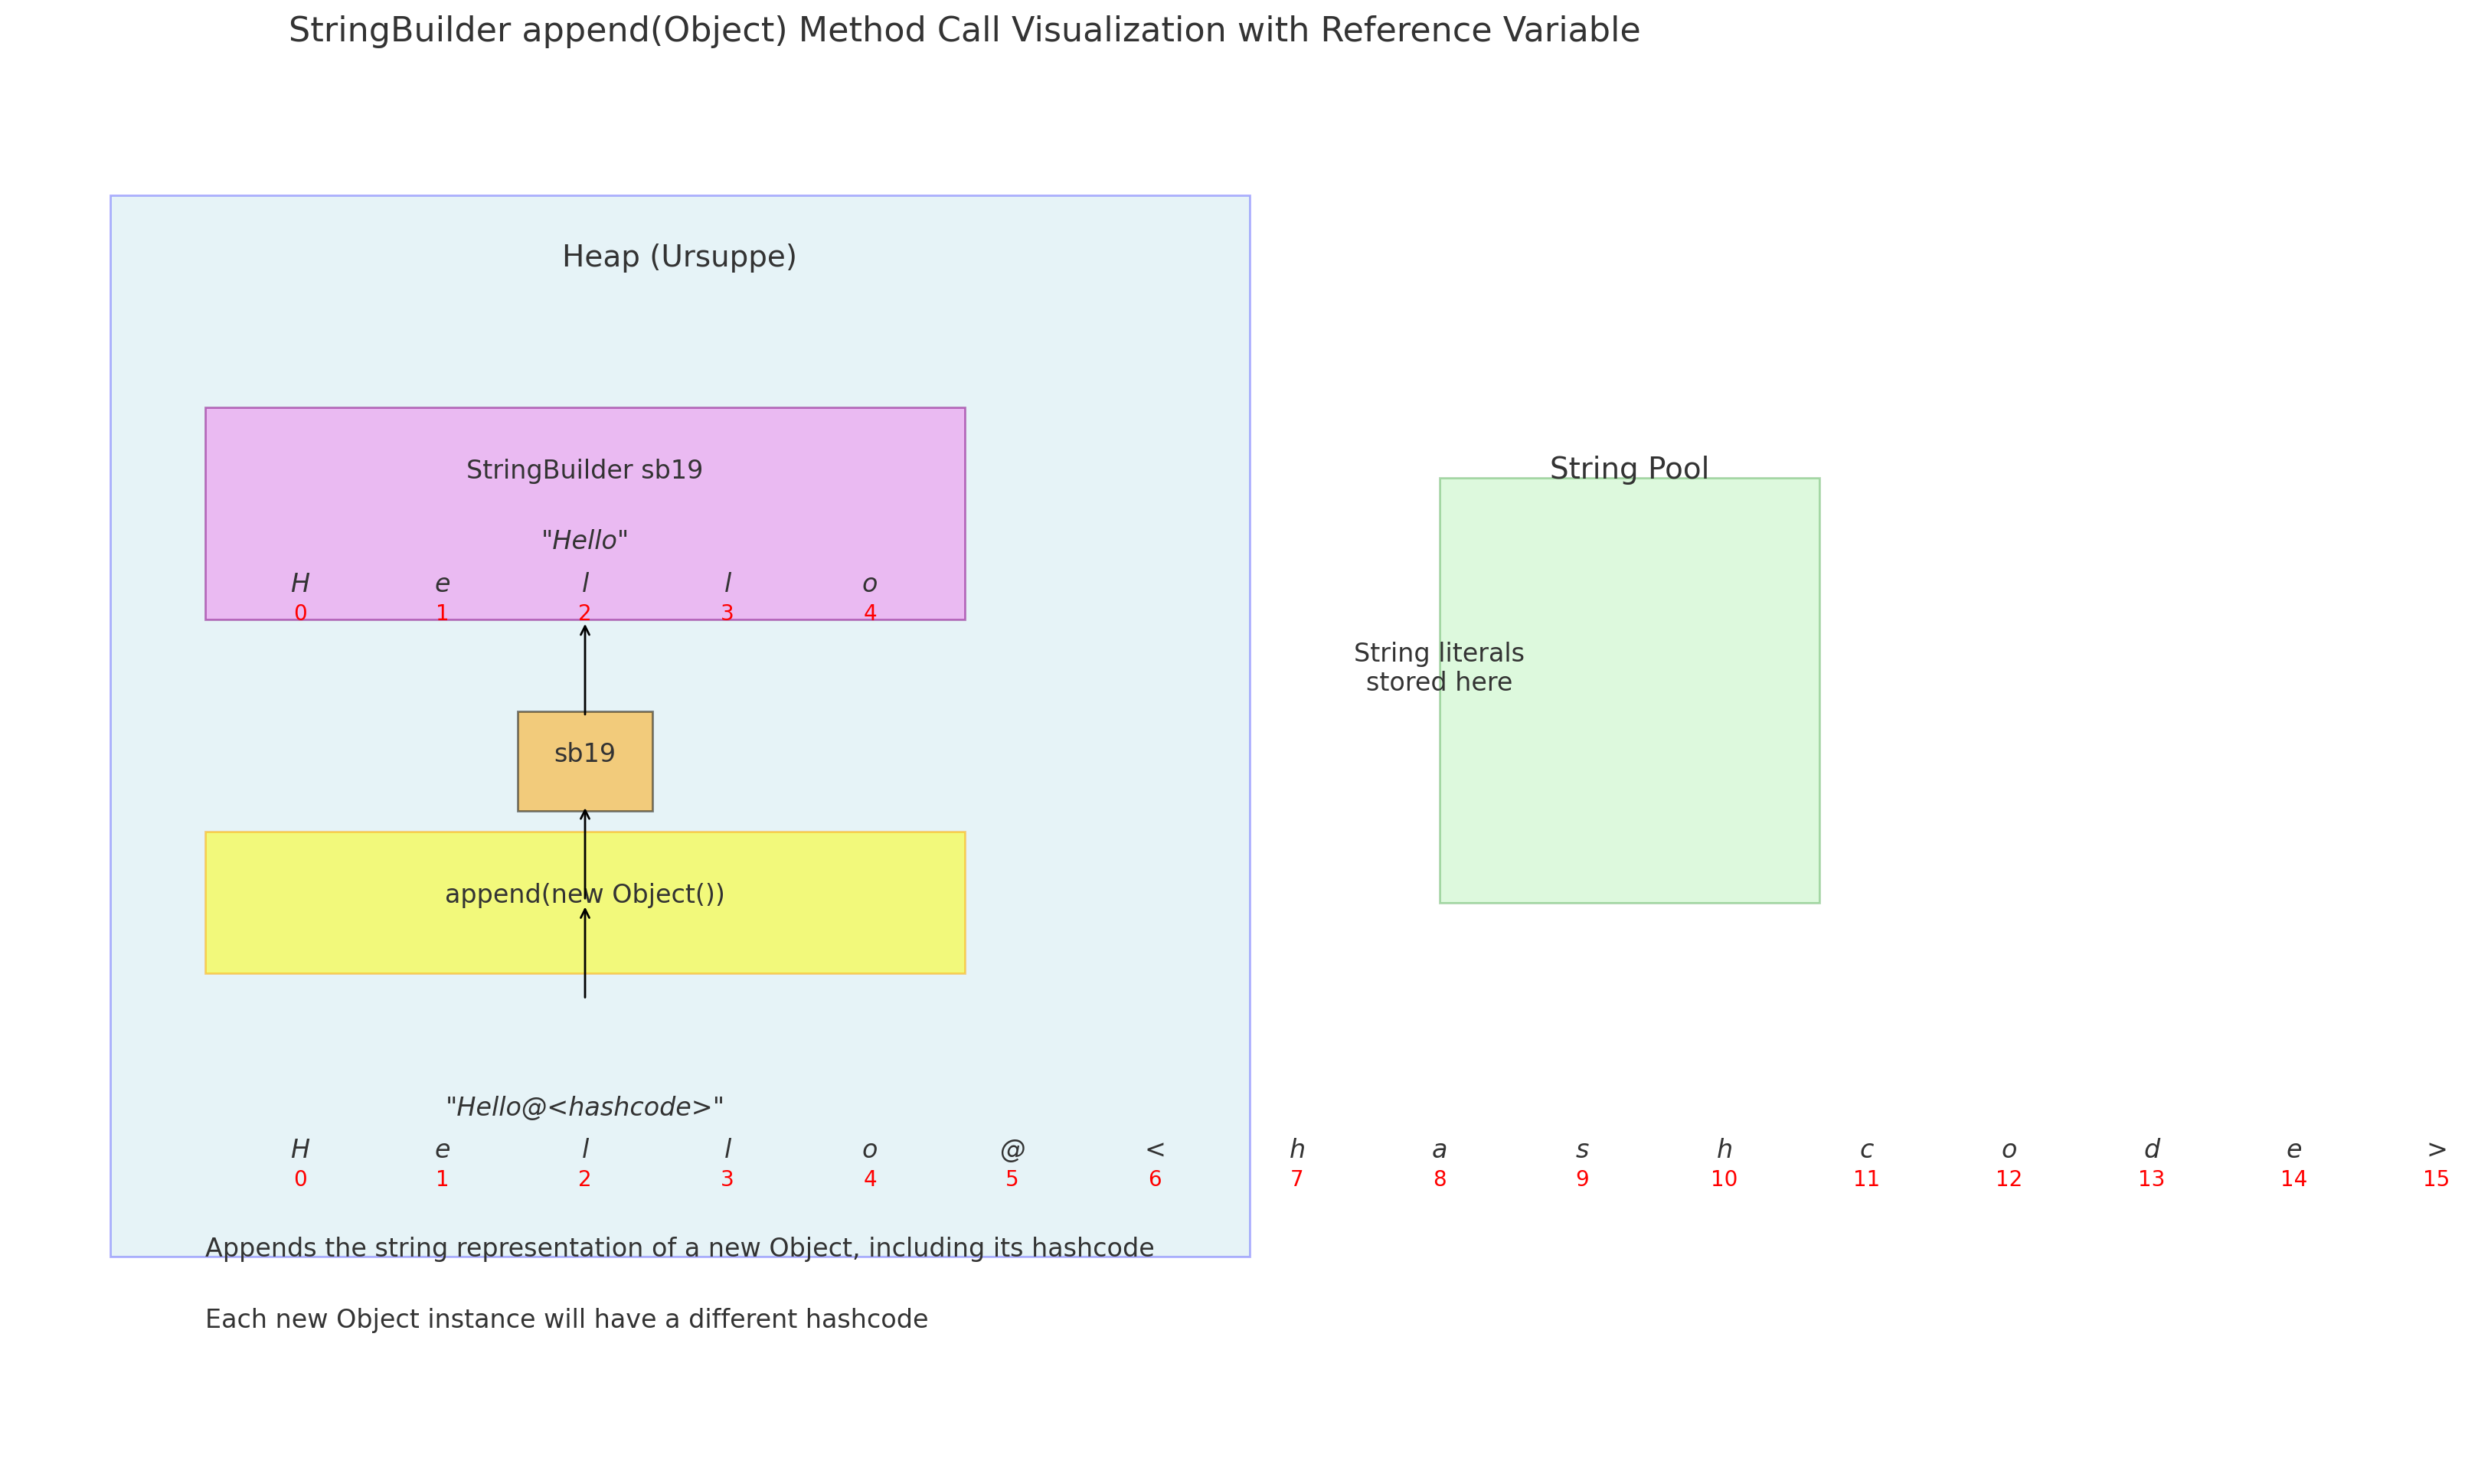 StringBuilder append(Object) Method Call Visualization with Reference Variable
Heap (Ursuppe)
StringBuilder sb19
"Hello"
H e l l o
0 1 2 3 4
String Pool
String literals
stored here
sb19
append(new Object())
"Hello@<hashcode>"
H e l l o @ < h a s h c o d e >
0 1 2 3 4 5 6 7 8 9 10 11 12 13 14 15
Appends the string representation of a new Object, including its hashcode
Each new Object instance will have a different hashcode